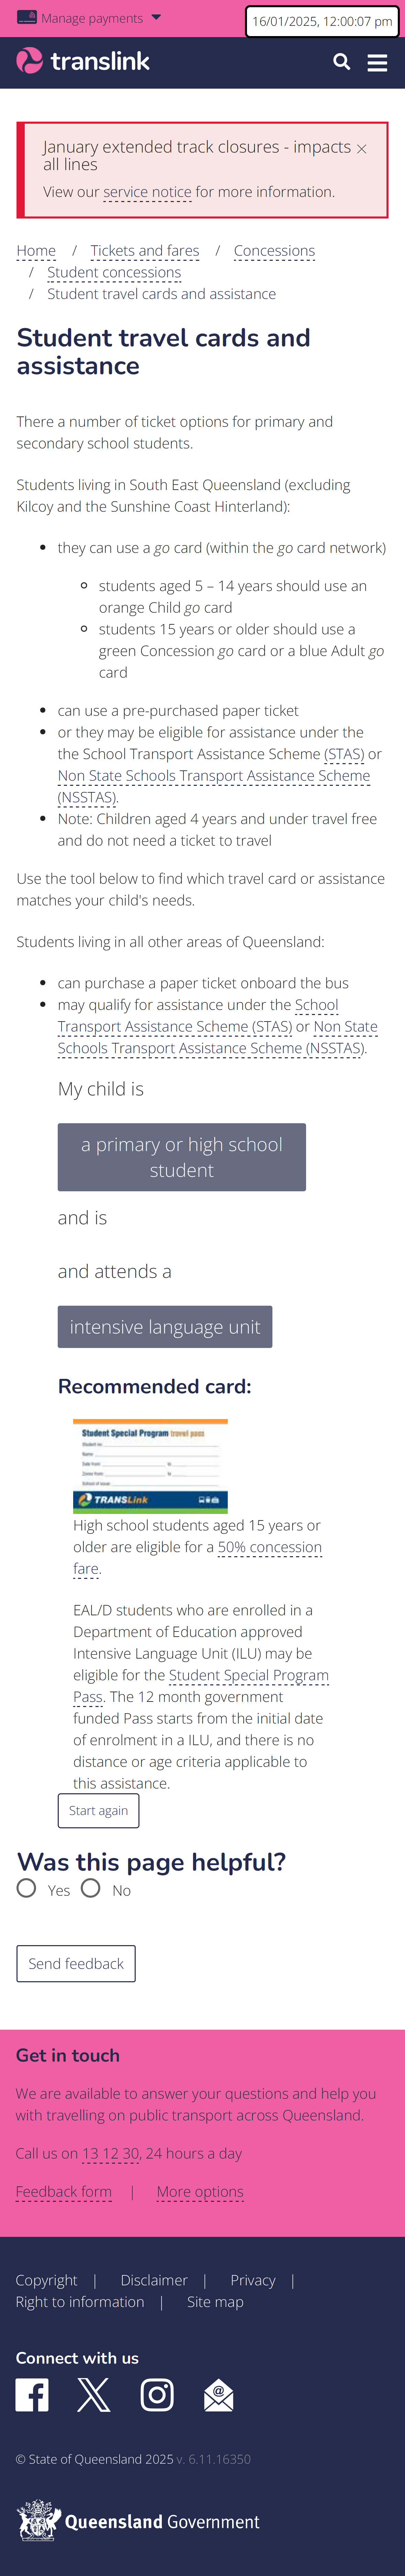 Manage payments
16/01/2025, 12:00:07 pm
translink
January extended track closures - impacts
all lines
View our service notice for more information.
Home / Tickets and fares / Concessions
/ Student concessions
/ Student travel cards and assistance
Student travel cards and
assistance
There a number of ticket options for primary and
secondary school students.
Students living in South East Queensland (excluding
Kilcoy and the Sunshine Coast Hinterland):
they can use a go card (within the go card network)
students aged 5 – 14 years should use an
orange Child go card
students 15 years or older should use a
green Concession go card or a blue Adult go
card
can use a pre-purchased paper ticket
or they may be eligible for assistance under the
the School Transport Assistance Scheme (STAS) or
Non State Schools Transport Assistance Scheme
(NSSTAS).
Note: Children aged 4 years and under travel free
and do not need a ticket to travel
Use the tool below to find which travel card or assistance
matches your child's needs.
Students living in all other areas of Queensland:
can purchase a paper ticket onboard the bus
may qualify for assistance under the School
Transport Assistance Scheme (STAS) or Non State
Schools Transport Assistance Scheme (NSSTAS).
My child is
a primary or high school
student
and is
and attends a
intensive language unit
Recommended card:
Student Special Program travel pass
Student no.
Name
Date from to
Zones from to
School of issue
TRANSLink
High school students aged 15 years or
older are eligible for a 50% concession
fare.
EAL/D students who are enrolled in a
Department of Education approved
Intensive Language Unit (ILU) may be
eligible for the Student Special Program
Pass. The 12 month government
funded Pass starts from the initial date
of enrolment in a ILU, and there is no
distance or age criteria applicable to
this assistance.
Start again
Was this page helpful?
Yes No
Send feedback
Get in touch
We are available to answer your questions and help you
with travelling on public transport across Queensland.
Call us on 13 12 30, 24 hours a day
Feedback form | More options
Copyright | Disclaimer | Privacy |
Right to information | Site map
Connect with us
© State of Queensland 2025 v. 6.11.16350
Queensland Government